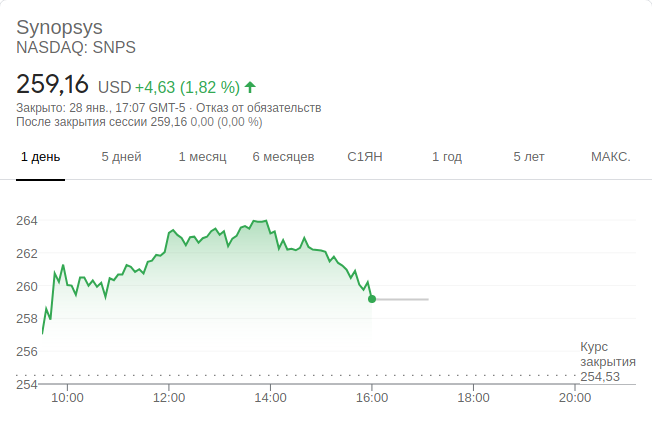 Synopsys
NASDAQ: SNPS
259,16 USD +4,63 (1,82 %)
Закрыто: 28 янв., 17:07 GMT-5 · Отказ от обязательств
После закрытия сессии 259,16 0,00 (0,00 %)
1 день 5 дней 1 месяц 6 месяцев С1ЯН 1 год 5 лет МАКС.
264
262
260
258
256
Курс
закрытия
254,53
254
10:00 12:00 14:00 16:00 18:00 20:00